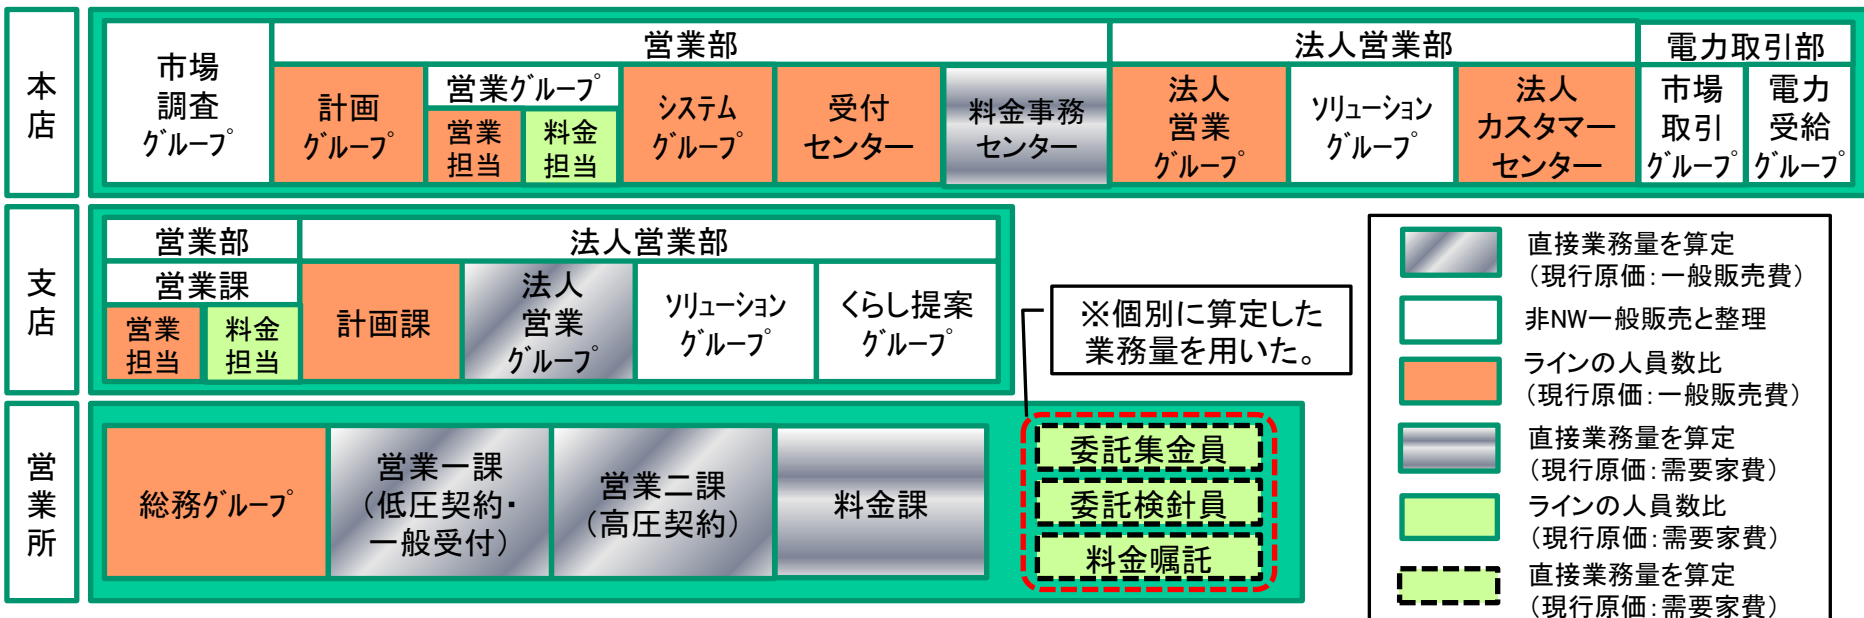 本店
市場
調査
グループ
営業部
計画
グループ
営業グループ
営業
担当
料金
担当
システム
グループ
受付
センター
料金事務
センター
法人営業部
法人
営業
グループ
ソリューション
グループ
法人
カスタマー
センター
電力取引部
市場
取引
グループ
電力
受給
グループ
支店
営業部
営業課
営業
担当
料金
担当
法人営業部
計画課
法人
営業
グループ
ソリューション
グループ
くらし提案
グループ
営業所
総務グループ
営業一課
（低圧契約・
一般受付）
営業二課
（高圧契約）
料金課
委託集金員
委託検針員
料金嘱託
※個別に算定した
業務量を用いた。
直接業務量を算定
（現行原価：一般販売費）
非NW一般販売と整理
ラインの人員数比
（現行原価：一般販売費）
直接業務量を算定
（現行原価：需要家費）
ラインの人員数比
（現行原価：需要家費）
直接業務量を算定
（現行原価：需要家費）